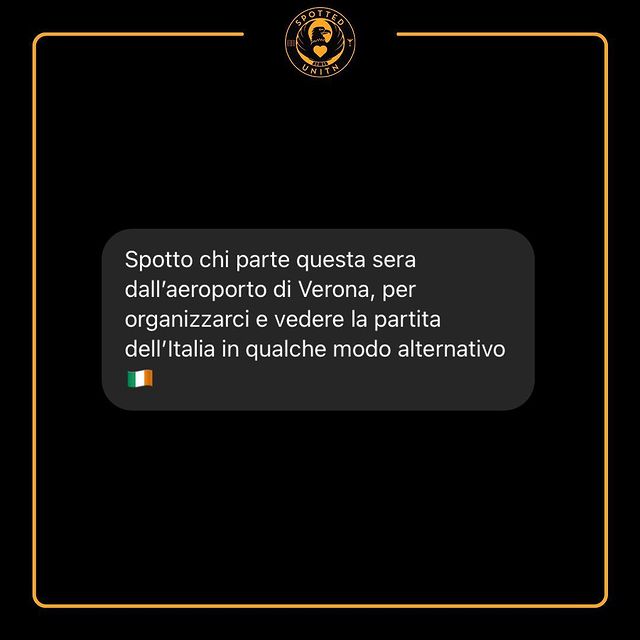 SPOTTED
UNITN
Spotto chi parte questa sera
dall’aeroporto di Verona, per
organizzarci e vedere la partita
dell’Italia in qualche modo alternativo
🇮🇪